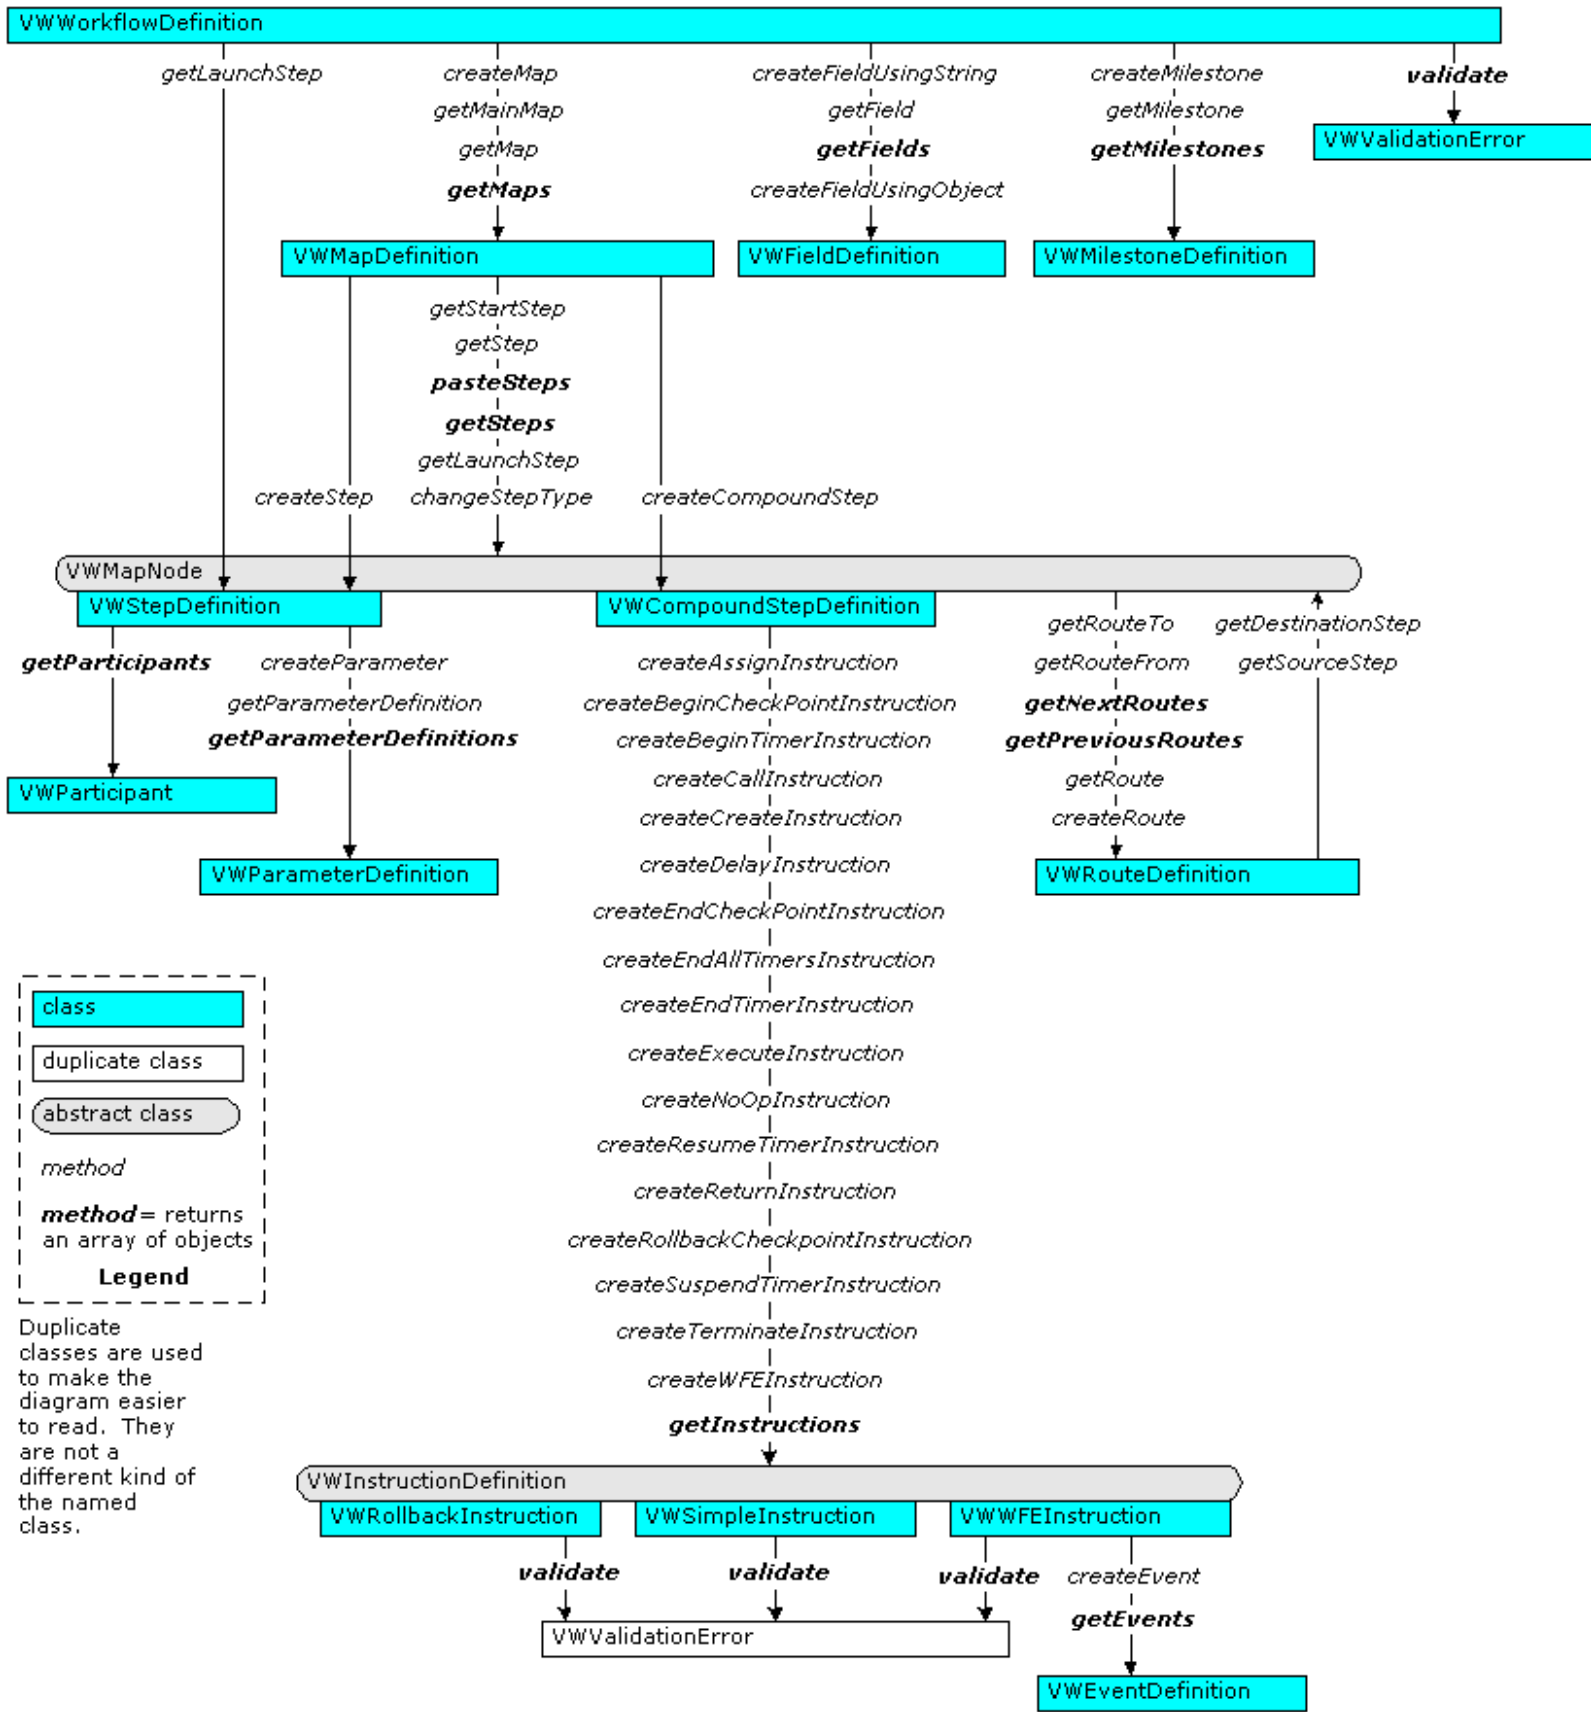 VWWorkflowDefinition
getLaunchStep
createMap
getMainMap
getMap
getMaps
createFieldUsingString
getField
getFields
createFieldUsingObject
createMilestone
getMilestone
getMilestones
validate
VWValidationError
VWMapDefinition
VWFieldDefinition
VWMilestoneDefinition
createStep
getStartStep
getStep
pasteSteps
getSteps
getLaunchStep
changeStepType
createCompoundStep
VWMapNode
VWStepDefinition
VWCompoundStepDefinition
getParticipants
VWParticipant
createParameter
getParameterDefinition
getParameterDefinitions
VWParameterDefinition
createAssignInstruction
createBeginCheckPointInstruction
createBeginTimerInstruction
createCallInstruction
createCreateInstruction
createDelayInstruction
createEndCheckPointInstruction
createEndAllTimersInstruction
createEndTimerInstruction
createExecuteInstruction
createNoOpInstruction
createResumeTimerInstruction
createReturnInstruction
createRollbackCheckpointInstruction
createSuspendTimerInstruction
createTerminateInstruction
createWFEInstruction
getInstructions
getRouteTo
getRouteFrom
getNextRoutes
getPreviousRoutes
getRoute
createRoute
getDestinationStep
getSourceStep
VWRouteDefinition
class
duplicate class
abstract class
method
method = returns
an array of objects
Legend
Duplicate
classes are used
to make the
diagram easier
to read. They
are not a
different kind of
the named
class.
VWInstructionDefinition
VWRollbackInstruction
VWSimpleInstruction
VWWFEInstruction
validate
validate
validate
createEvent
getEvents
VWValidationError
VWEventDefinition